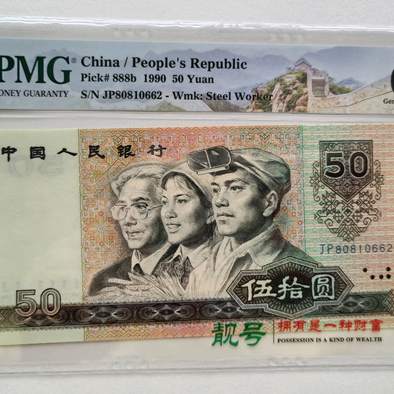 PMG
China / People's Republic
Pick# 888b 1990 50 Yuan
MONEY GUARANTY
S/N JP80810662 - Wmk: Steel Worker
中国人民银行
50
JP80810662
50
伍拾圆
靓号
拥有是一种财富
POSSESSION IS A KIND OF WEALTH